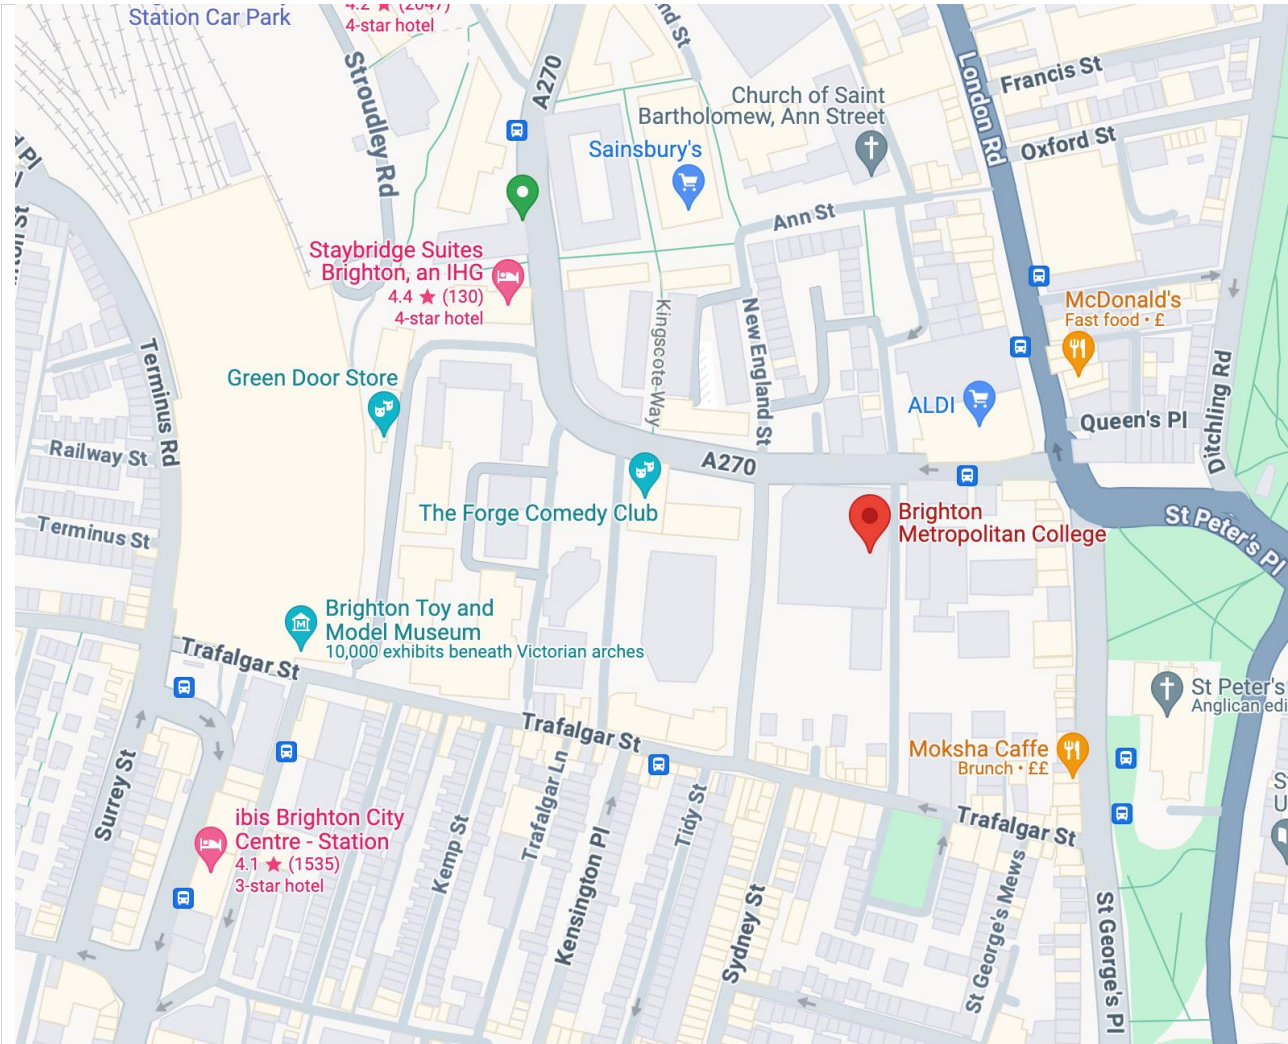 Station Car Park
4.2 ★ (2047)
4-star hotel
Stroudley Rd
A270
London Rd
Francis St
Church of Saint
Bartholomew, Ann Street
Oxford St
Sainsbury's
Ann St
Staybridge Suites
Brighton, an IHG
4.4 ★ (130)
4-star hotel
McDonald's
Fast food · £
Kingscote Way
New England St
Terminus Rd
Green Door Store
Ditchling Rd
ALDI
Queen's Pl
Railway St
A270
The Forge Comedy Club
Brighton
Metropolitan College
St Peter's Pl
Terminus St
Brighton Toy and
Model Museum
10,000 exhibits beneath Victorian arches
Trafalgar St
St Peter's
Anglican edi
Trafalgar St
Moksha Caffe
Brunch · ££
Surrey St
Trafalgar Ln
Tidy St
ibis Brighton City
Centre - Station
4.1 ★ (1535)
3-star hotel
Kemp St
Kensington Pl
Trafalgar St
Sydney St
St George's Mews
St George's Pl